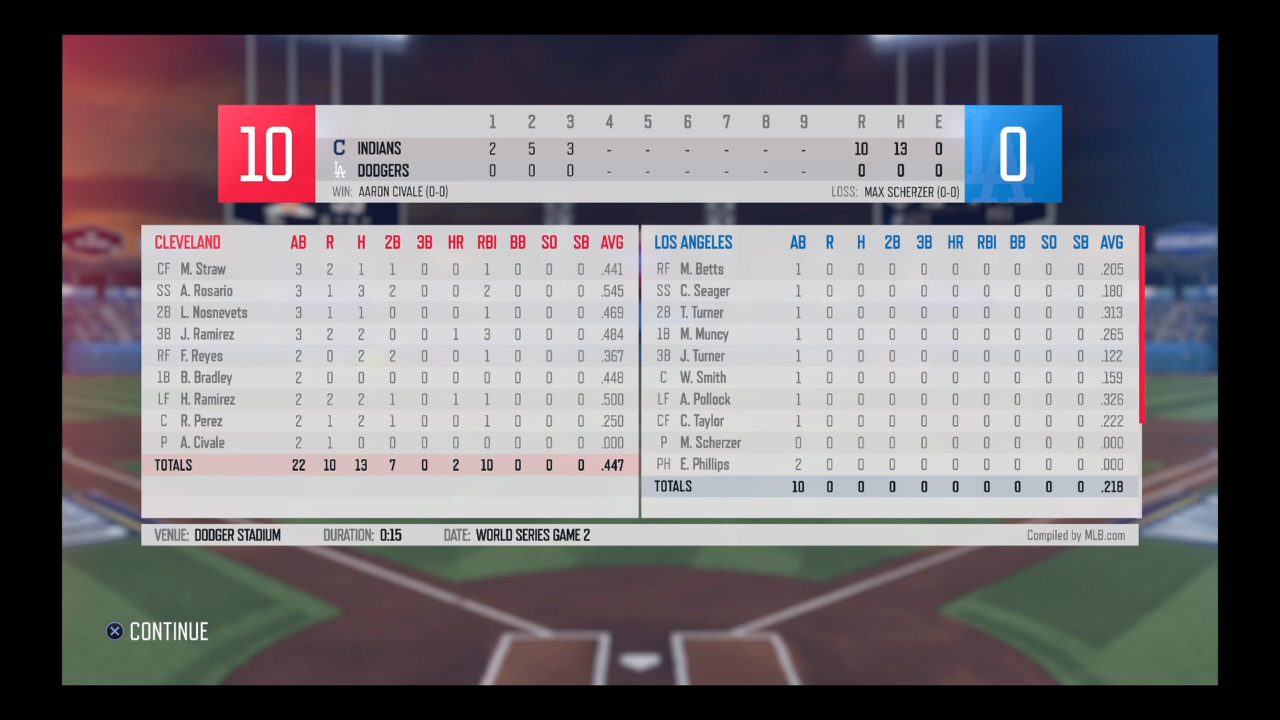 1 2 3 4 5 6 7 8 9 R H E
10 C INDIANS 2 5 3 - - - - - - 10 13 0 0
LA DODGERS 0 0 0 - - - - - - 0 0 0
WIN: AARON CIVALE (0-0) LOSS: MAX SCHERZER (0-0)
CLEVELAND AB R H 2B 3B HR RBI BB SO SB AVG
CF M. Straw 3 2 1 1 0 0 1 0 0 0 .441
SS A. Rosario 3 1 3 2 0 0 2 0 0 0 .545
2B L. Nosnevets 3 1 1 0 0 0 1 0 0 0 .469
3B J. Ramirez 3 2 2 0 0 1 3 0 0 0 .484
RF F. Reyes 2 0 2 2 0 0 1 0 0 0 .367
1B B. Bradley 2 0 0 0 0 0 0 0 0 0 .448
LF H. Ramirez 2 2 2 1 0 1 1 0 0 0 .500
C R. Perez 2 1 2 1 0 0 1 0 0 0 .250
P A. Civale 2 1 0 0 0 0 0 0 0 0 .000
TOTALS 22 10 13 7 0 2 10 0 0 0 .447
LOS ANGELES AB R H 2B 3B HR RBI BB SO SB AVG
RF M. Betts 1 0 0 0 0 0 0 0 0 0 .205
SS C. Seager 1 0 0 0 0 0 0 0 0 0 .180
2B T. Turner 1 0 0 0 0 0 0 0 0 0 .313
1B M. Muncy 1 0 0 0 0 0 0 0 0 0 .265
3B J. Turner 1 0 0 0 0 0 0 0 0 0 .122
C W. Smith 1 0 0 0 0 0 0 0 0 0 .159
LF A. Pollock 1 0 0 0 0 0 0 0 0 0 .326
CF C. Taylor 1 0 0 0 0 0 0 0 0 0 .222
P M. Scherzer 0 0 0 0 0 0 0 0 0 0 .000
PH E. Phillips 2 0 0 0 0 0 0 0 0 0 .000
TOTALS 10 0 0 0 0 0 0 0 0 0 .218
VENUE: DODGER STADIUM DURATION: 0:15 DATE: WORLD SERIES GAME 2 Compiled by MLB.com
CONTINUE